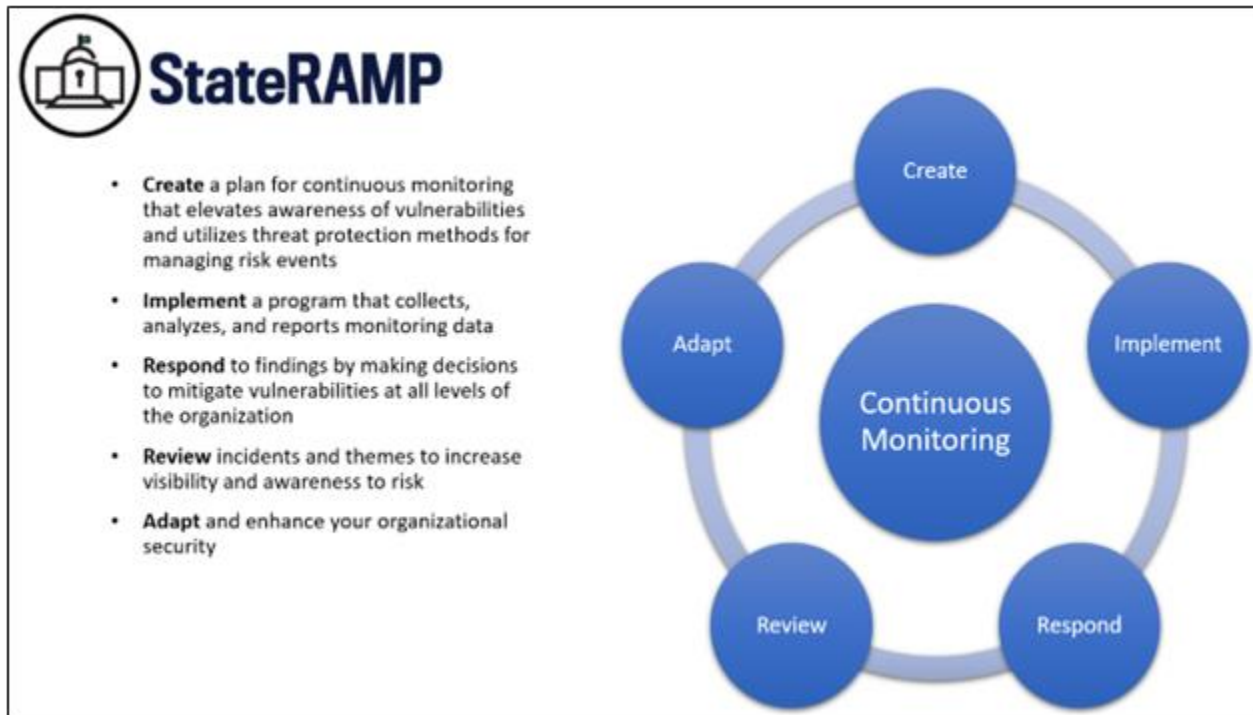 StateRAMP
• Create a plan for continuous monitoring
that elevates awareness of vulnerabilities
and utilizes threat protection methods for
managing risk events
• Implement a program that collects,
analyzes, and reports monitoring data
• Respond to findings by making decisions
to mitigate vulnerabilities at all levels of
the organization
• Review incidents and themes to increase
visibility and awareness to risk
• Adapt and enhance your organizational
security
Create
Implement
Respond
Review
Adapt
Continuous
Monitoring